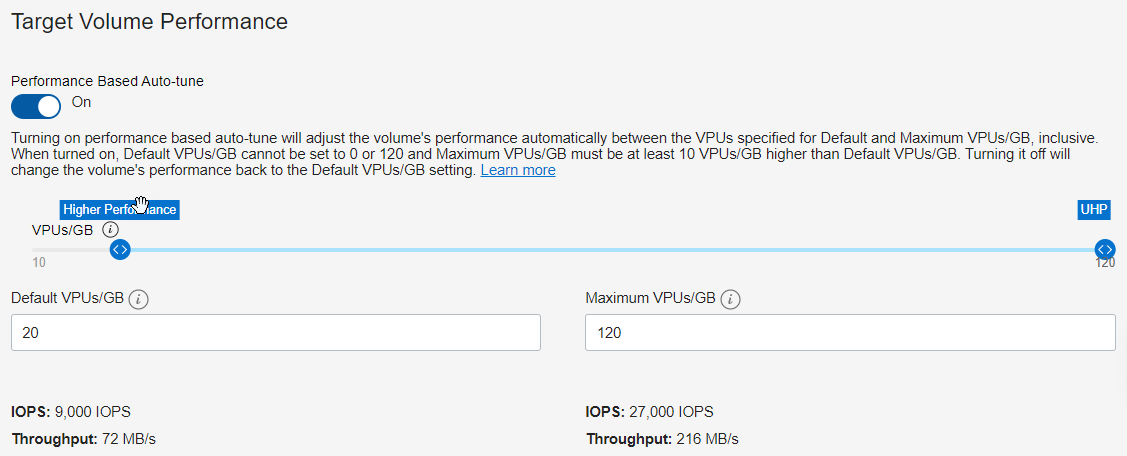 Target Volume Performance
Performance Based Auto-tune
On
Turning on performance based auto-tune will adjust the volume's performance automatically between the VPUs specified for Default and Maximum VPUs/GB, inclusive.
When turned on, Default VPUs/GB cannot be set to 0 or 120 and Maximum VPUs/GB must be at least 10 VPUs/GB higher than Default VPUs/GB. Turning it off will
change the volume's performance back to the Default VPUs/GB setting. Learn more
Higher Performance
UHP
VPUs/GB
10
120
Default VPUs/GB
Maximum VPUs/GB
20
120
IOPS: 9,000 IOPS
IOPS: 27,000 IOPS
Throughput: 72 MB/s
Throughput: 216 MB/s